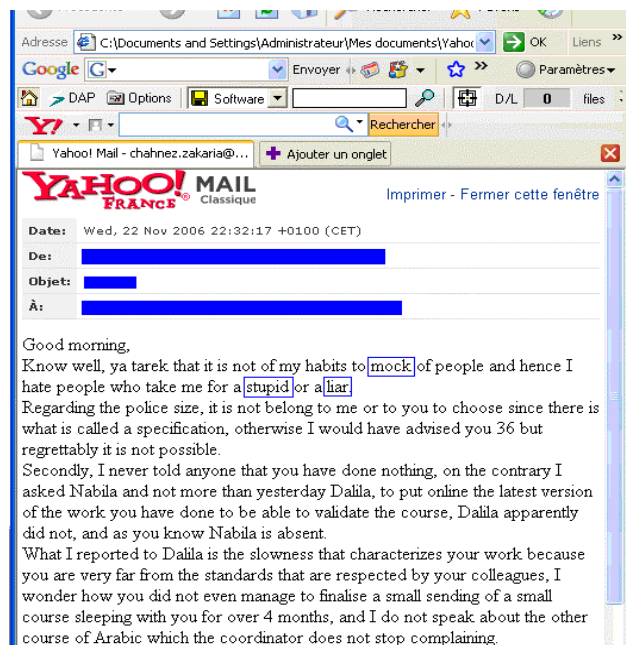 Adresse C:\Documents and Settings\Administrateur\Mes documents\Yahoo OK Liens »
Google G Envoyer » Paramètres
DAP Options Software D/L 0 files
Y! Rechercher
Yahoo! Mail - chahnez.zakaria@... Ajouter un onglet
YAHOO! MAIL
FRANCE Classique
Imprimer - Fermer cette fenêtre
Date: Wed, 22 Nov 2006 22:32:17 +0100 (CET)
De:
Objet:
À:
Good morning,
Know well, ya tarek that it is not of my habits to mock of people and hence I
hate people who take me for a stupid or a liar.
Regarding the police size, it is not belong to me or to you to choose since there is
what is called a specification, otherwise I would have advised you 36 but
regrettably it is not possible.
Secondly, I never told anyone that you have done nothing, on the contrary I
asked Nabila and not more than yesterday Dalila, to put online the latest version
of the work you have done to be able to validate the course, Dalila apparently
did not, and as you know Nabila is absent.
What I reported to Dalila is the slowness that characterizes your work because
you are very far from the standards that are respected by your colleagues, I
wonder how you did not even manage to finalise a small sending of a small
course sleeping with you for over 4 months, and I do not speak about the other
course of Arabic which the coordinator does not stop complaining.